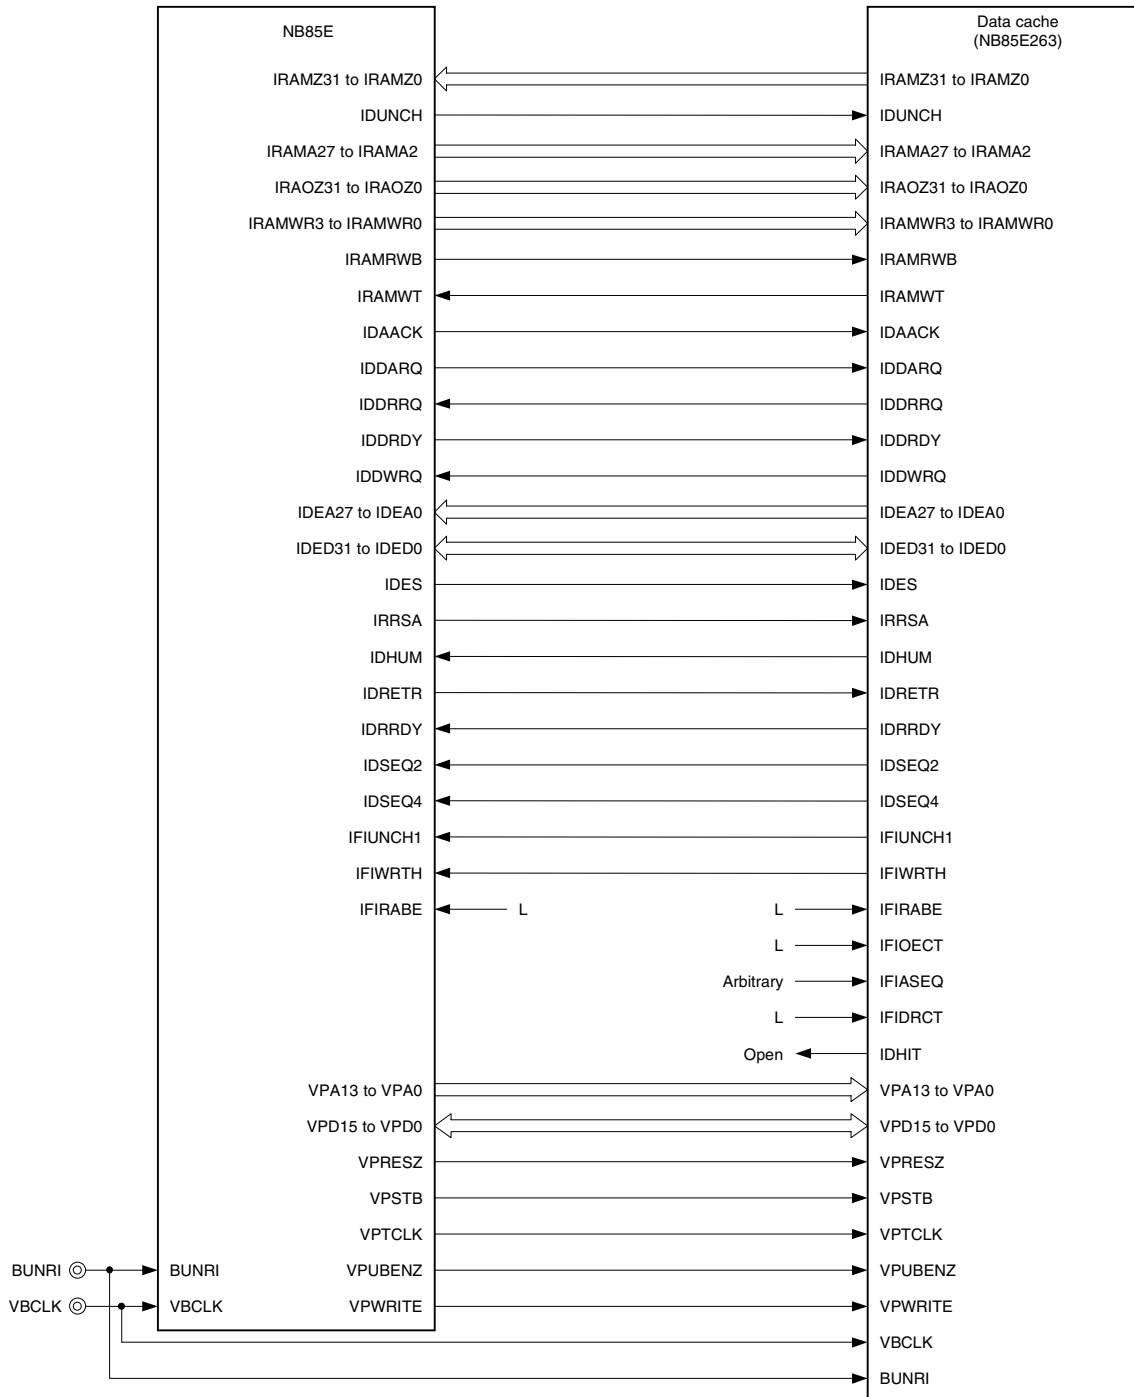 NB85E
Data cache
(NB85E263)
IRAMZ31 to IRAMZ0 IRAMZ31 to IRAMZ0
IDUNCH IDUNCH
IRAMA27 to IRAMA2 IRAMA27 to IRAMA2
IRAOZ31 to IRAOZ0 IRAOZ31 to IRAOZ0
IRAMWR3 to IRAMWR0 IRAMWR3 to IRAMWR0
IRAMRWB IRAMRWB
IRAMWT IRAMWT
IDAACK IDAACK
IDDARQ IDDARQ
IDDRRQ IDDRRQ
IDDRDY IDDRDY
IDDWRQ IDDWRQ
IDEA27 to IDEA0 IDEA27 to IDEA0
IDED31 to IDED0 IDED31 to IDED0
IDES IDES
IRRSA IRRSA
IDHUM IDHUM
IDRETR IDRETR
IDRRDY IDRRDY
IDSEQ2 IDSEQ2
IDSEQ4 IDSEQ4
IFIUNCH1 IFIUNCH1
IFIWRTH IFIWRTH
IFIRABE L L IFIRABE
L IFIOECT
Arbitrary IFIASEQ
L IFIDRCT
Open IDHIT
VPA13 to VPA0 VPA13 to VPA0
VPD15 to VPD0 VPD15 to VPD0
VPRESZ VPRESZ
VPSTB VPSTB
VPTCLK VPTCLK
BUNRI BUNRI VPUBENZ VPUBENZ
VBCLK VBCLK VPWRITE VPWRITE
VBCLK
BUNRI